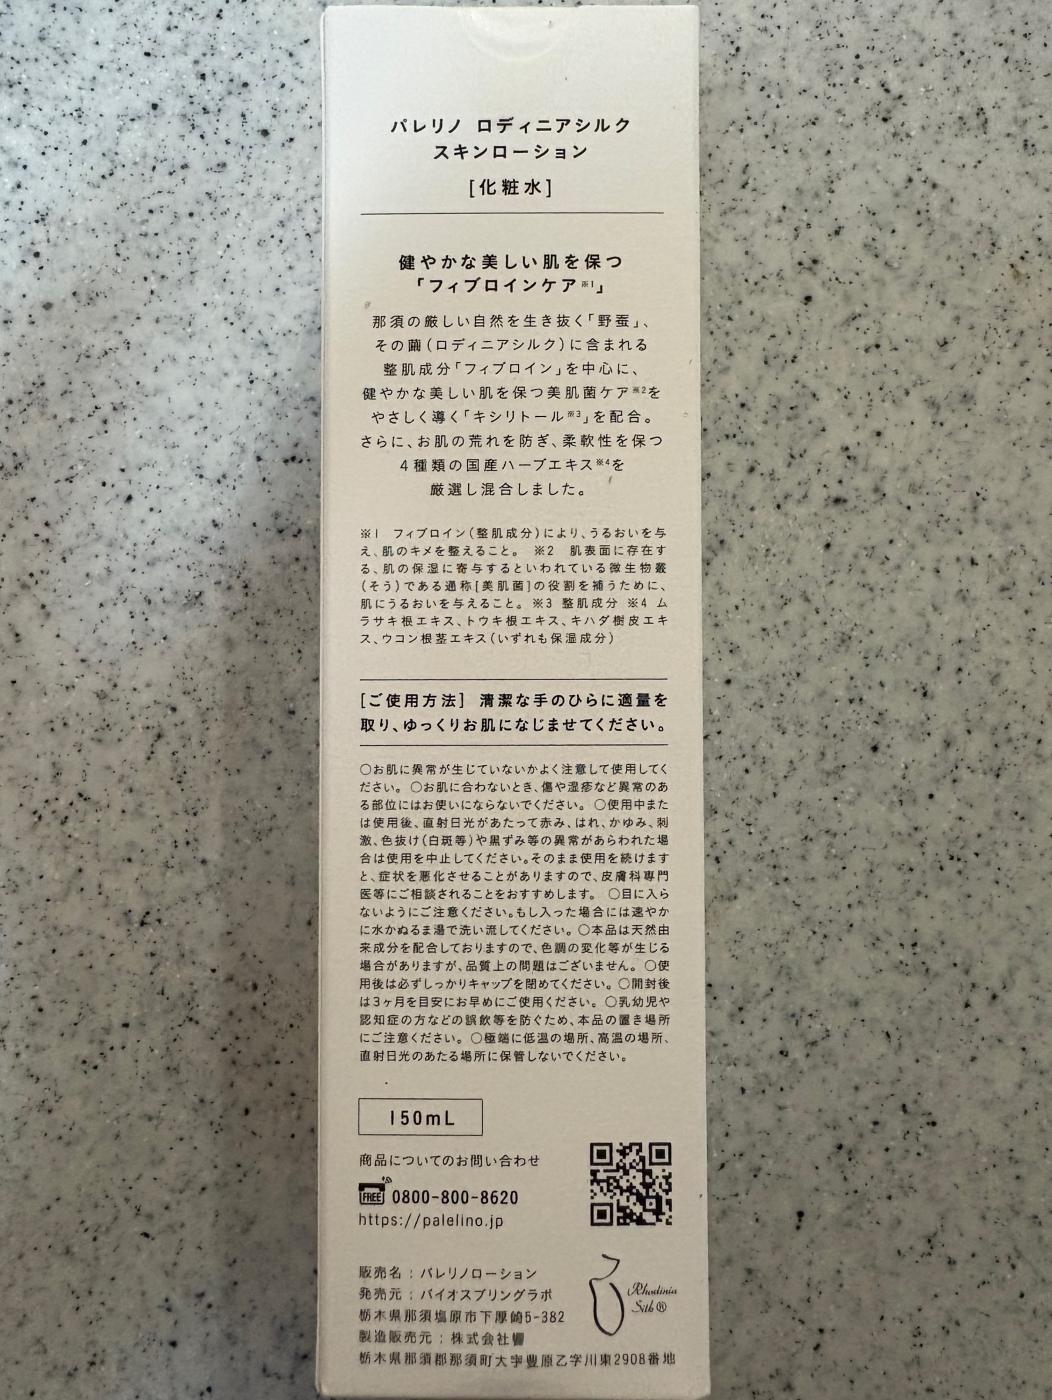 パレリノ ロディニアシルク
スキンローション
[化粧水]
健やかな美しい肌を保つ
「フィブロインケア※1」
那須の厳しい自然を生き抜く「野蚕」、
その繭(ロディニアシルク)に含まれる
整肌成分「フィブロイン」を中心に、
健やかな美しい肌を保つ美肌菌ケア※2を
やさしく導く「キシリトール※3」を配合。
さらに、お肌の荒れを防ぎ、柔軟性を保つ
4種類の国産ハーブエキス※4を
厳選し混合しました。
※1 フィブロイン(整肌成分)により、うるおいを与
え、肌のキメを整えること。 ※2 肌表面に存在す
る、肌の保湿に寄与するといわれている微生物叢
(そう)である通称[美肌菌]の役割を補うために、
肌にうるおいを与えること。※3 整肌成分 ※4 ム
ラサキ根エキス、トウキ根エキス、キハダ樹皮エキ
ス、ウコン根茎エキス(いずれも保湿成分)
[ご使用方法] 清潔な手のひらに適量を
取り、ゆっくりお肌になじませてください。
○お肌に異常が生じていないかよく注意して使用してく
ださい。 ○お肌に合わないとき、傷や湿疹など異常のあ
る部位にはお使いにならないでください。 ○使用中また
は使用後、直射日光があたって赤み、はれ、かゆみ、刺
激、色抜け(白斑等)や黒ずみ等の異常があらわれた場
合は使用を中止してください。そのまま使用を続けます
と、症状を悪化させることがありますので、皮膚科専門
医等にご相談されることをおすすめします。 ○目に入ら
ないようにご注意ください。もし入った場合には速やか
に水かぬるま湯で洗い流してください。○本品は天然由
来成分を配合しておりますので、色調の変化等が生じる
場合がありますが、品質上の問題はございません。 ○使
用後は必ずしっかりキャップを閉めてください。○開封後
は3ヶ月を目安にお早めにご使用ください。 ○乳幼児や
認知症の方などの誤飲等を防ぐため、本品の置き場所
にご注意ください。○極端に低温の場所、高温の場所、
直射日光のあたる場所に保管しないでください。
150mL
商品についてのお問い合わせ
FREE 0800-800-8620
https://palelino.jp
販売名 : パレリノローション
発売元 : バイオスプリングラボ
栃木県那須塩原市下厚崎5-382
製造販売元 : 株式会社響
栃木県那須郡那須町大字豊原乙字川東2908番地
Rhodinia
Silk®